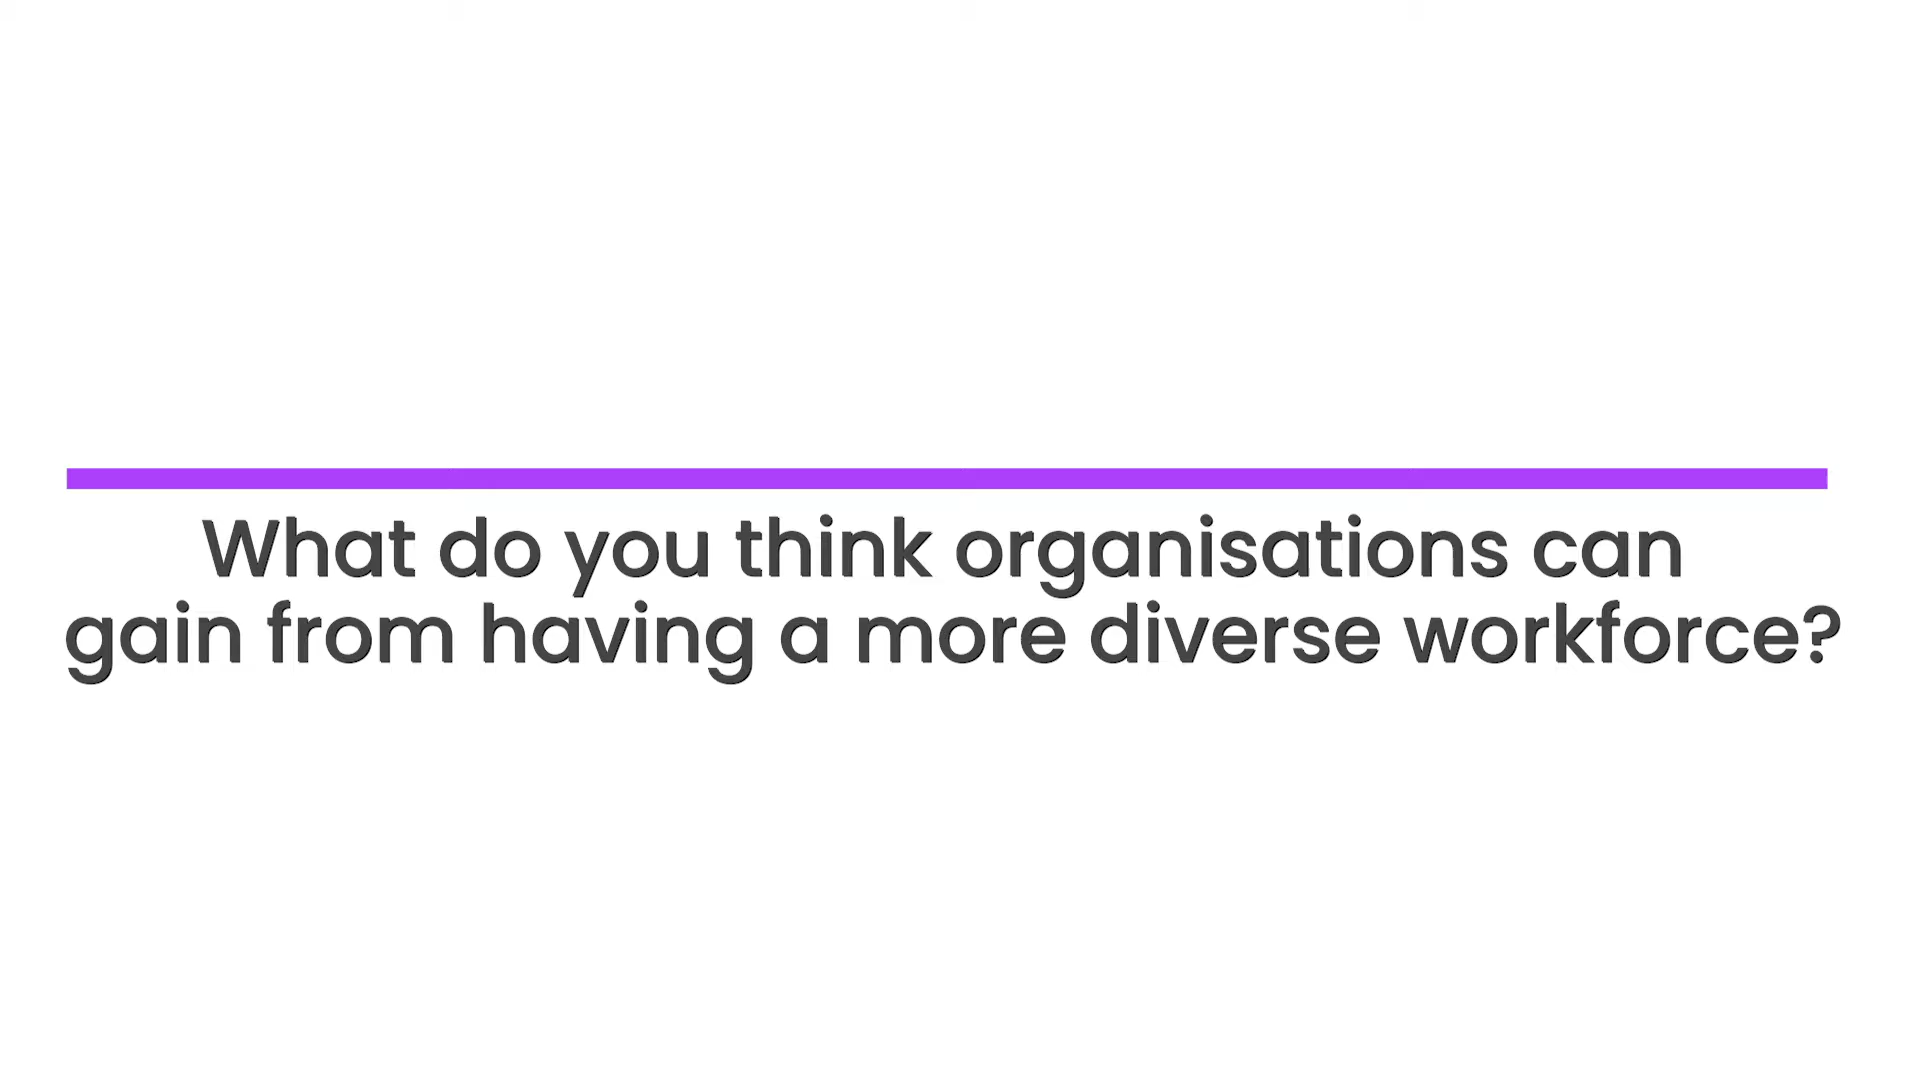 What do you think organisations can
gain from having a more diverse workforce?